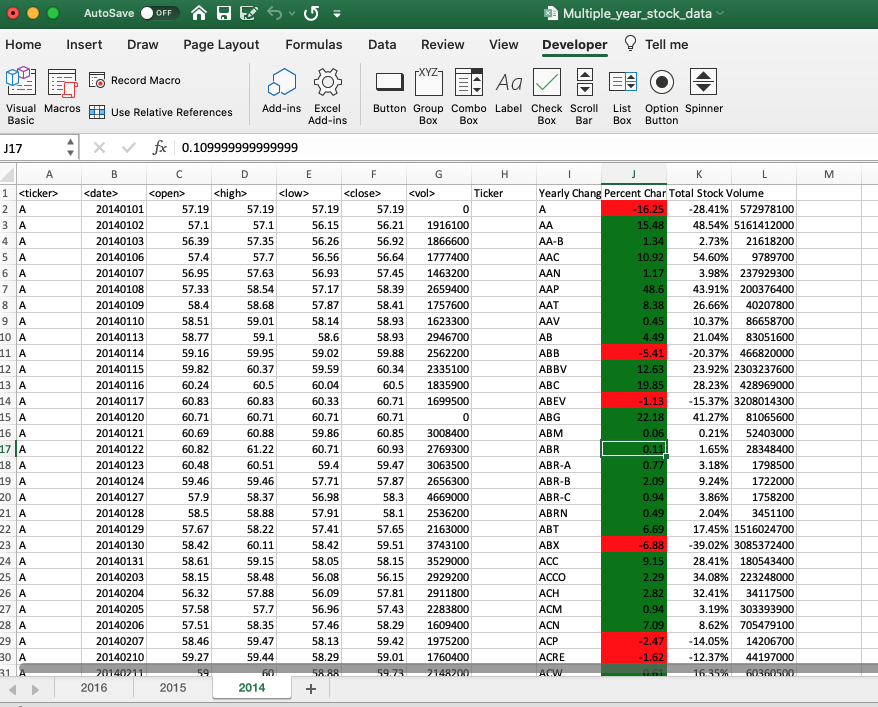 AutoSave OFF Multiple_year_stock_data
Home Insert Draw Page Layout Formulas Data Review View Developer Tell me
Visual Basic Macros Record Macro Use Relative References Add-ins Excel Add-ins Button XYZ Group Box Combo Box Aa Label Check Box Scroll Bar List Box Option Button Spinner
J17 fx 0.109999999999999
A B C D E F G H I J K L M
1 <ticker> <date> <open> <high> <low> <close> <vol> Ticker Yearly Chang Percent Char Total Stock Volume
2 A 20140101 57.19 57.19 57.19 57.19 0 A -16.25 -28.41% 572978100
3 A 20140102 57.1 57.1 56.15 56.21 1916100 AA 15.48 48.54% 5161412000
4 A 20140103 56.39 57.35 56.26 56.92 1866600 AA-B 1.34 2.73% 21618200
5 A 20140106 57.4 57.7 56.56 56.64 1777400 AAC 10.92 54.60% 9789700
6 A 20140107 56.95 57.63 56.93 57.45 1463200 AAN 1.17 3.98% 237929300
7 A 20140108 57.33 58.54 57.17 58.39 2659400 AAP 48.6 43.91% 200376400
8 A 20140109 58.4 58.68 57.87 58.41 1757600 AAT 8.38 26.66% 40207800
9 A 20140110 58.51 59.01 58.14 58.93 1623300 AAV 0.45 10.37% 86658700
10 A 20140113 58.77 59.1 58.6 58.93 2946700 AB 4.49 21.04% 83051600
11 A 20140114 59.16 59.95 59.02 59.88 2562200 ABB -5.41 -20.37% 466820000
12 A 20140115 59.82 60.37 59.59 60.34 2335100 ABBV 12.63 23.92% 2303237600
13 A 20140116 60.24 60.5 60.04 60.5 1835900 ABC 19.85 28.23% 428969000
14 A 20140117 60.83 60.83 60.33 60.71 1699500 ABEV -1.13 -15.37% 3208014300
15 A 20140120 60.71 60.71 60.71 60.71 0 ABG 22.18 41.27% 81065600
16 A 20140121 60.69 60.88 59.86 60.85 3008400 ABM 0.06 0.21% 52403000
17 A 20140122 60.82 61.22 60.71 60.93 2769300 ABR 0.11 1.65% 28348400
18 A 20140123 60.48 60.51 59.4 59.47 3063500 ABR-A 0.77 3.18% 1798500
19 A 20140124 59.46 59.46 57.71 57.87 2656300 ABR-B 2.09 9.24% 1722000
20 A 20140127 57.9 58.37 56.98 58.3 4669000 ABR-C 0.94 3.86% 1758200
21 A 20140128 58.5 58.88 57.91 58.1 2536200 ABRN 0.49 2.04% 3451100
22 A 20140129 57.67 58.22 57.41 57.65 2163000 ABT 6.69 17.45% 1516024700
23 A 20140130 58.42 60.11 58.42 59.51 3743100 ABX -6.88 -39.02% 3085372400
24 A 20140131 58.61 59.15 58.05 58.15 3529000 ACC 9.15 28.41% 180543400
25 A 20140203 58.15 58.48 56.08 56.15 2929200 ACCO 2.29 34.08% 223248000
26 A 20140204 56.32 57.88 56.09 57.81 2911800 ACH 2.82 32.41% 34117500
27 A 20140205 57.58 57.7 56.96 57.43 2283800 ACM 0.94 3.19% 303393900
28 A 20140206 57.51 58.35 57.46 58.29 1609400 ACN 7.09 8.62% 705479100
29 A 20140207 58.46 59.47 58.13 59.42 1975200 ACP -2.47 -14.05% 14206700
30 A 20140210 59.27 59.44 58.29 59.01 1760400 ACRE -1.62 -12.37% 44197000
31 A 20140211 59 60 58.88 59.73 2148200 ACW 0.61 16.35% 60360500
2016 2015 2014 +